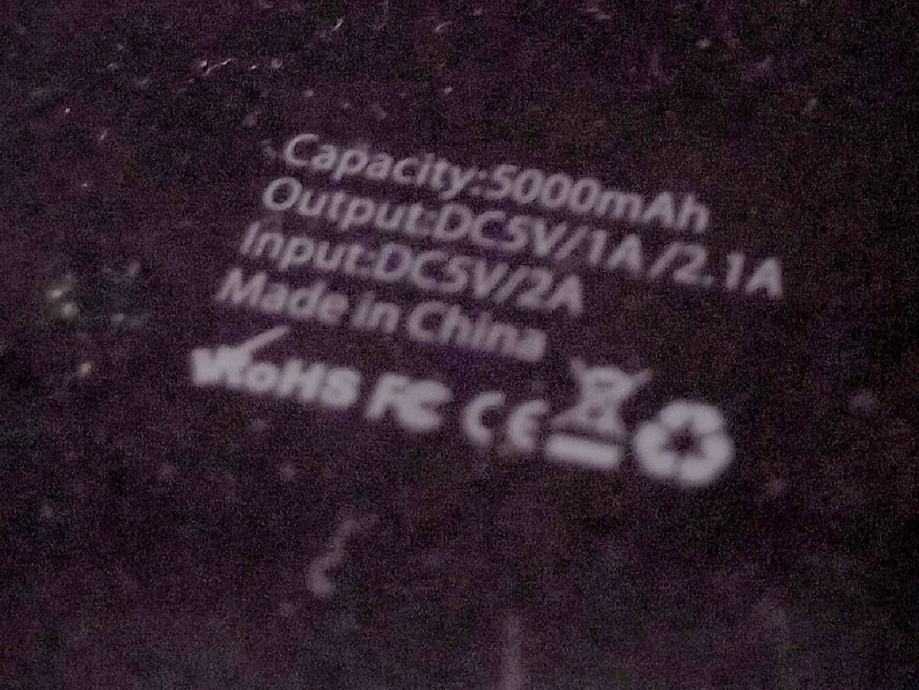 Capacity:5000mAh
Output:DC5V/1A /2.1A
Input:DC5V/2A
Made in China
RoHS FC CE